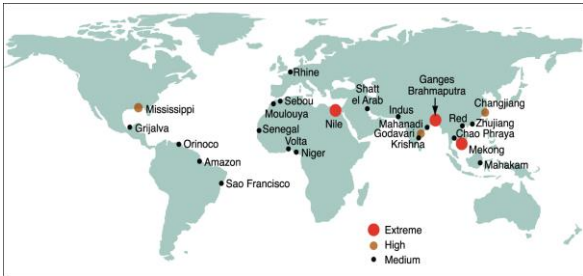 Rhine
Mississippi
Grijalva
Orinoco
Amazon
Sao Francisco
Sebou
Moulouya
Senegal
Volta
Niger
Nile
Shatt
el Arab
Indus
Ganges
Brahmaputra
Mahanadi
Godavari
Krishna
Changjiang
Red
Zhujiang
Chao Phraya
Mekong
Mahakam
Extreme
High
Medium